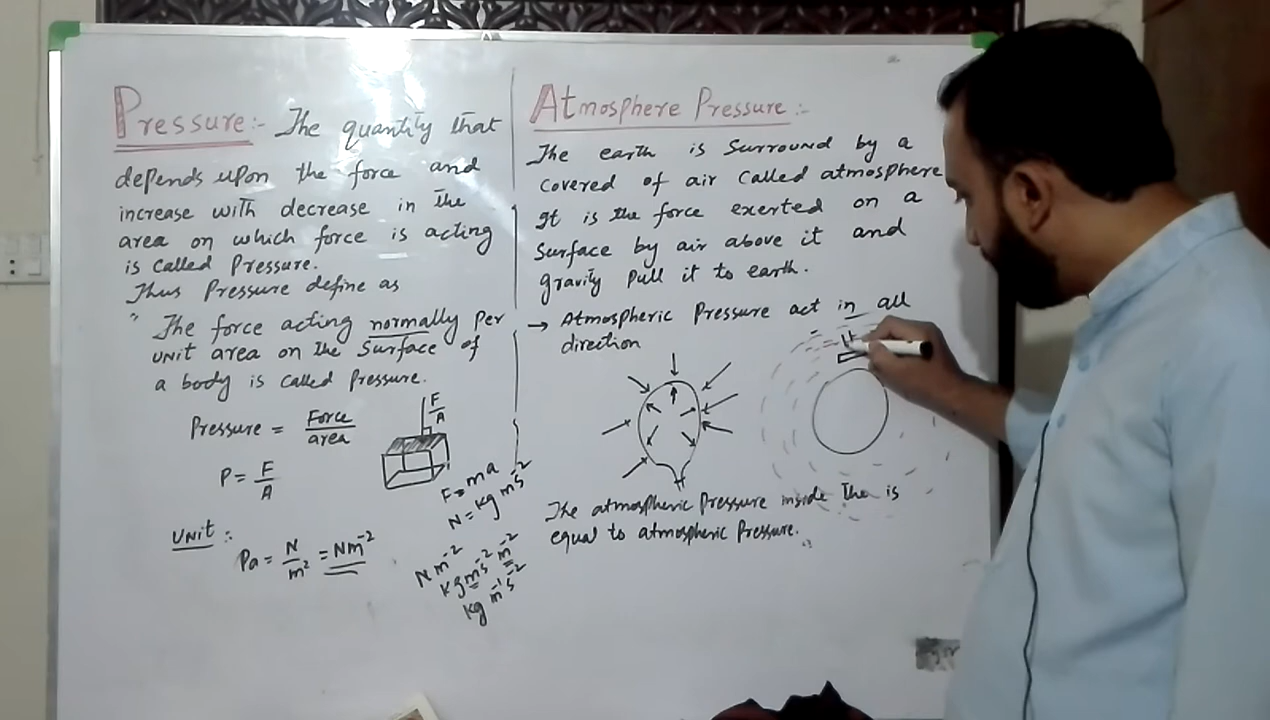 Pressure:- The quantity that
depends upon the force and
increase with decrease in the
area on which force is acting
is called Pressure.
Thus Pressure define as
" The force acting normally per
unit area on the Surface of
a body is called Pressure.
Pressure = Force / area
F/A
P = F/A
F = ma
N = kg ms⁻²
Unit :
Pa = N/m² = Nm⁻²
Nm⁻²
kg ms⁻² m⁻²
kg m⁻¹ s⁻²
Atmosphere Pressure:-
The earth is Surround by a
covered of air called atmosphere
It is the force exerted on a
Surface by air above it and
gravity pull it to earth.
→ Atmospheric Pressure act in all
direction
The atmospheric Pressure inside the is
equal to atmospheric Pressure.